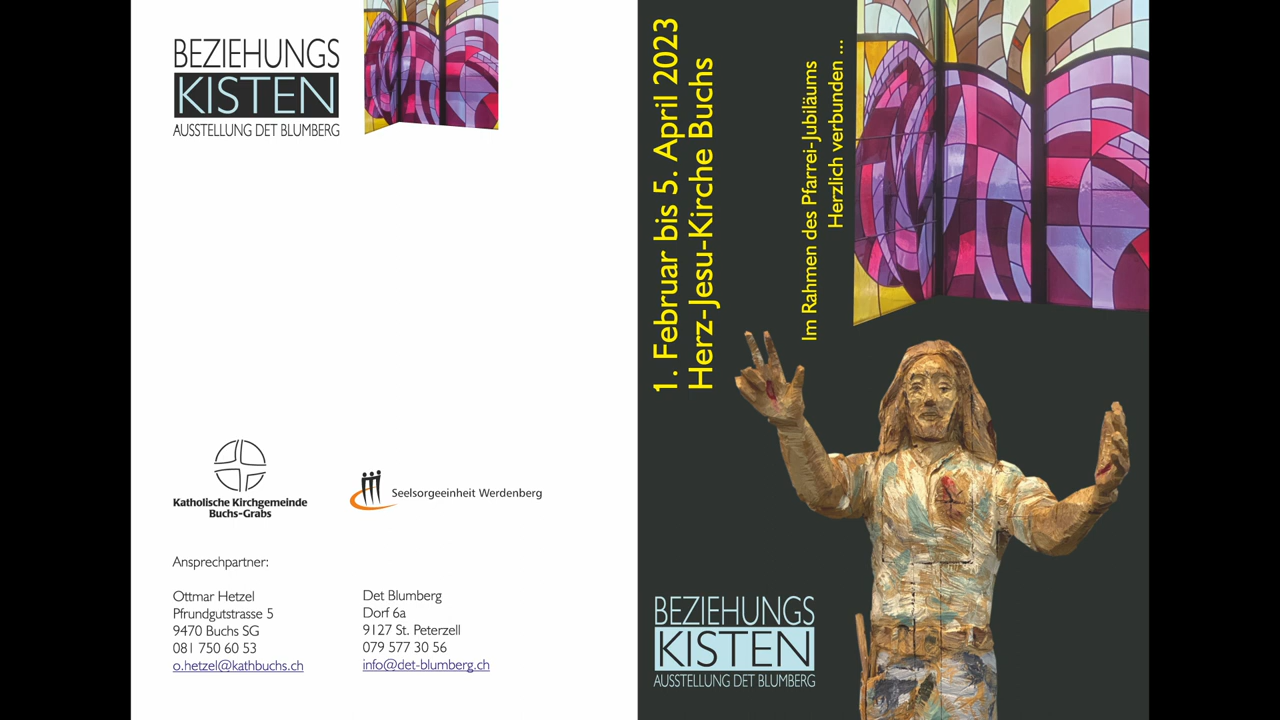 BEZIEHUNGS
KISTEN
AUSSTELLUNG DET BLUMBERG
Katholische Kirchgemeinde
Buchs-Grabs
Seelsorgeeinheit Werdenberg
Ansprechpartner:
Ottmar Hetzel
Pfrundgutstrasse 5
9470 Buchs SG
081 750 60 53
o.hetzel@kathbuchs.ch
Det Blumberg
Dorf 6a
9127 St. Peterzell
079 577 30 56
info@det-blumberg.ch
1. Februar bis 5. April 2023
Herz-Jesu-Kirche Buchs
Im Rahmen des Pfarrei-Jubiläums
Herzlich verbunden ...
BEZIEHUNGS
KISTEN
AUSSTELLUNG DET BLUMBERG